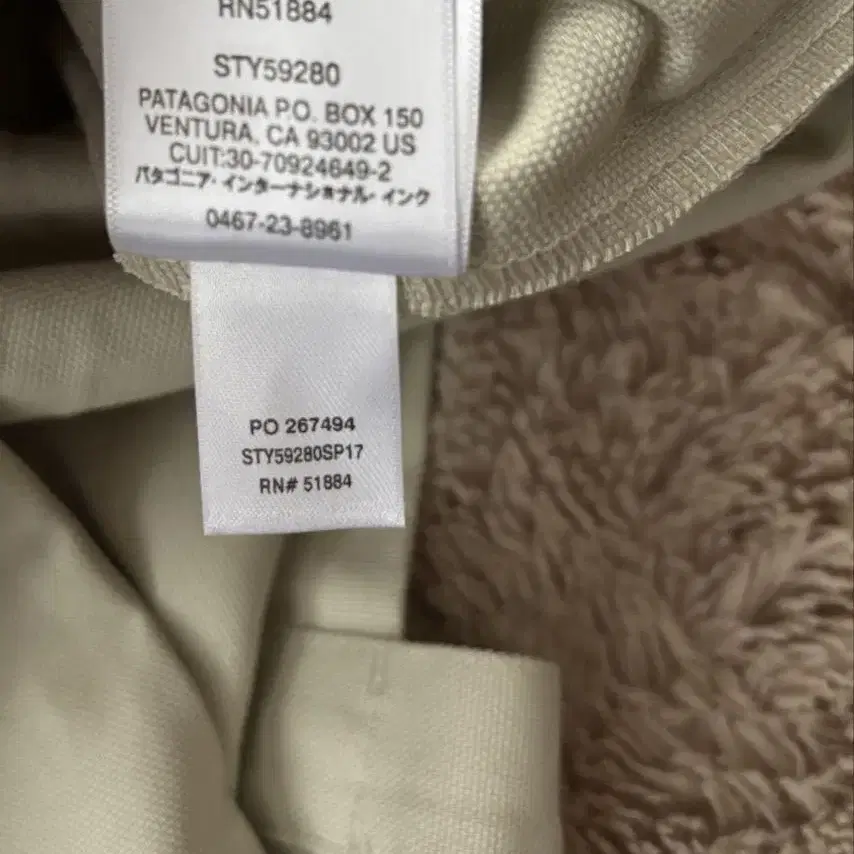 RN51884
STY59280
PATAGONIA P.O. BOX 150
VENTURA, CA 93002 US
CUIT:30-70924649-2
パタゴニア・インターナショナル・インク
0467-23-8961
PO 267494
STY59280SP17
RN# 51884